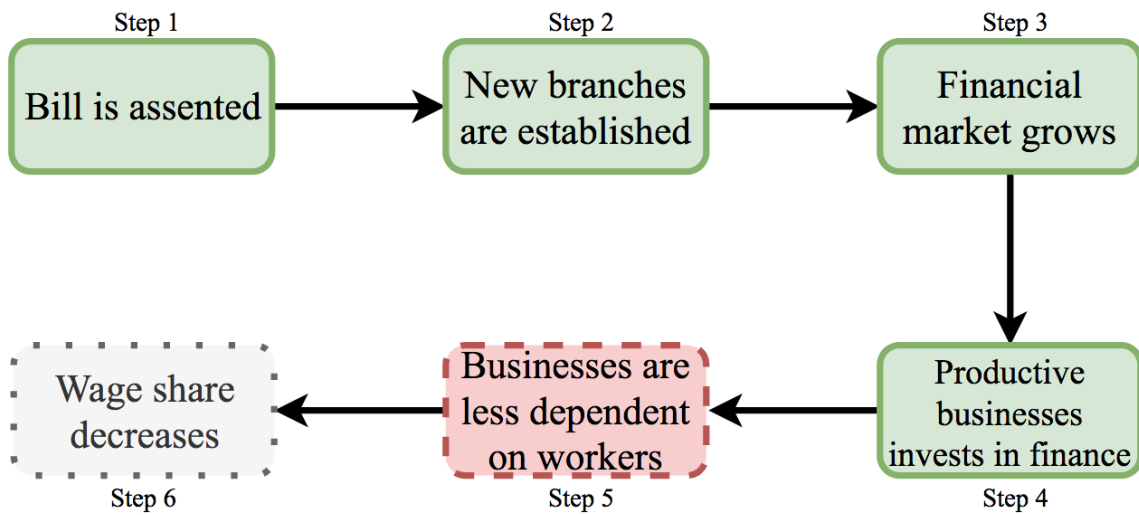 Step 1
Bill is assented
Step 2
New branches
are established
Step 3
Financial
market grows
Productive
businesses
invests in finance
Step 4
Businesses are
less dependent
on workers
Step 5
Wage share
decreases
Step 6